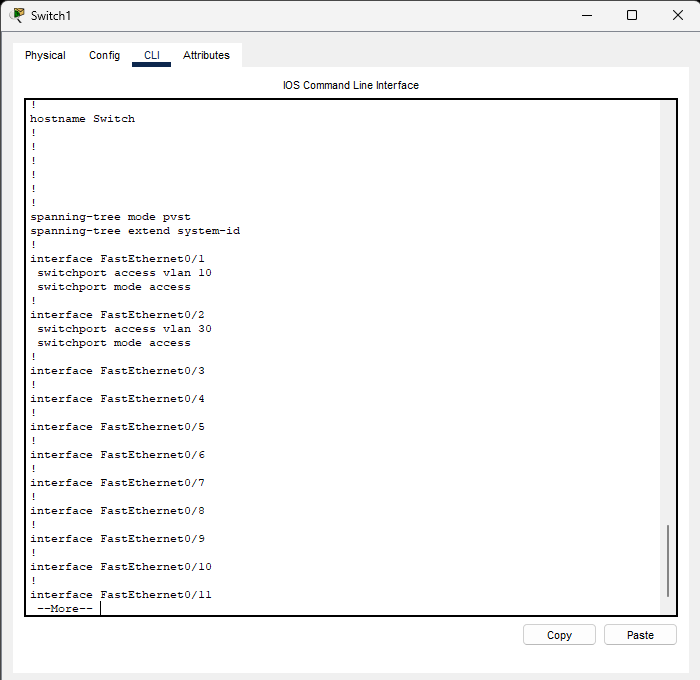 Switch1
Physical Config CLI Attributes
IOS Command Line Interface
!
hostname Switch
!
!
!
!
!
!
spanning-tree mode pvst
spanning-tree extend system-id
!
interface FastEthernet0/1
 switchport access vlan 10
 switchport mode access
!
interface FastEthernet0/2
 switchport access vlan 30
 switchport mode access
!
interface FastEthernet0/3
!
interface FastEthernet0/4
!
interface FastEthernet0/5
!
interface FastEthernet0/6
!
interface FastEthernet0/7
!
interface FastEthernet0/8
!
interface FastEthernet0/9
!
interface FastEthernet0/10
!
interface FastEthernet0/11
 --More--
Copy Paste